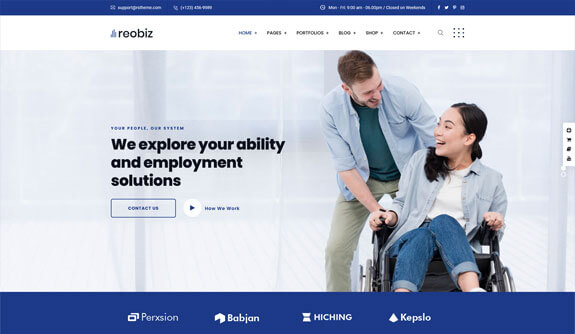 support@rstheme.com (+123) 456-9989 Mon - Fri: 9:00 am - 06.00pm / Closed on Weekends
reobiz HOME + PAGES + PORTFOLIOS + BLOG + SHOP + CONTACT +
YOUR PEOPLE, OUR SYSTEM
We explore your ability
and employment
solutions
CONTACT US How We Work
Perxsion Babjan HICHING Kepslo